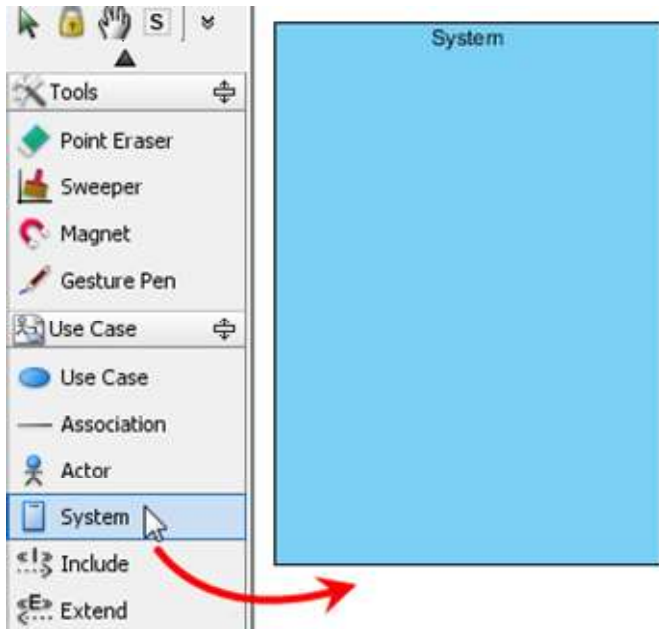 S
System
Tools
Point Eraser
Sweeper
Magnet
Gesture Pen
Use Case
Use Case
Association
Actor
System
<<I>>
Include
<<E>>
Extend